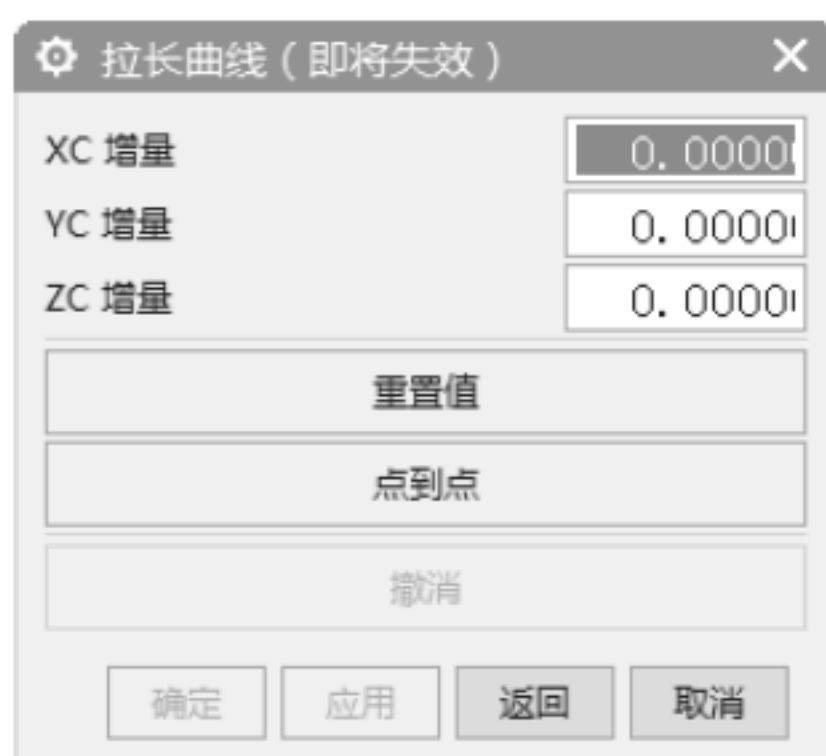 拉长曲线（即将失效）
XC 增量 0. 0000
YC 增量 0. 0000
ZC 增量 0. 0000
重置值
点到点
撤消
确定 应用 返回 取消